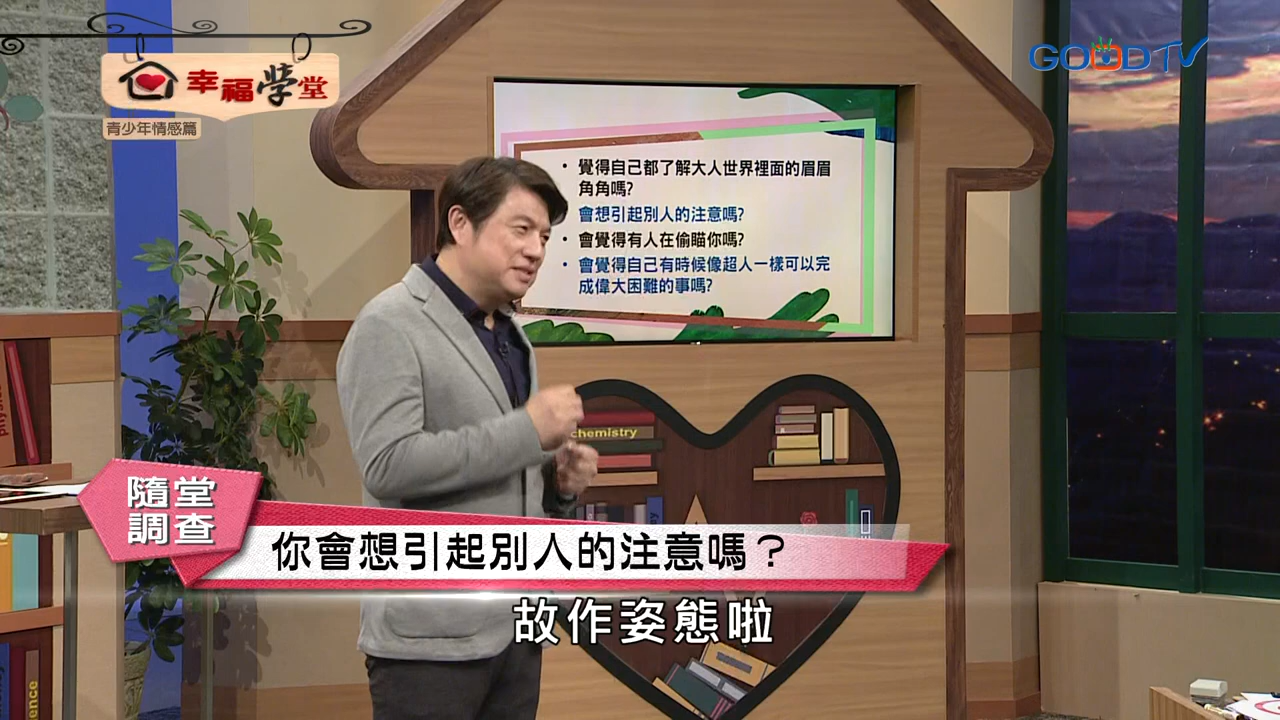 幸福學堂
青少年情感篇
GOODTV
• 覺得自己都了解大人世界裡面的眉眉
角角嗎?
會想引起別人的注意嗎?
• 會覺得有人在偷瞄你嗎?
• 會覺得自己有時候像超人一樣可以完
成偉大困難的事嗎?
physics
chemistry
隨堂
調查
你會想引起別人的注意嗎？
故作姿態啦